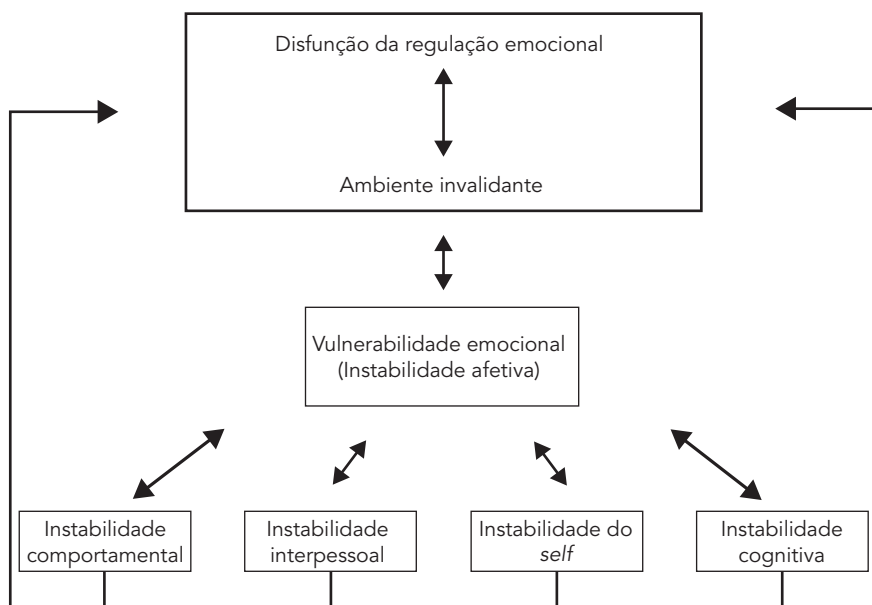 Disfunção da regulação emocional
Ambiente invalidante
Vulnerabilidade emocional
(Instabilidade afetiva)
Instabilidade
comportamental
Instabilidade
interpessoal
Instabilidade do
self
Instabilidade
cognitiva